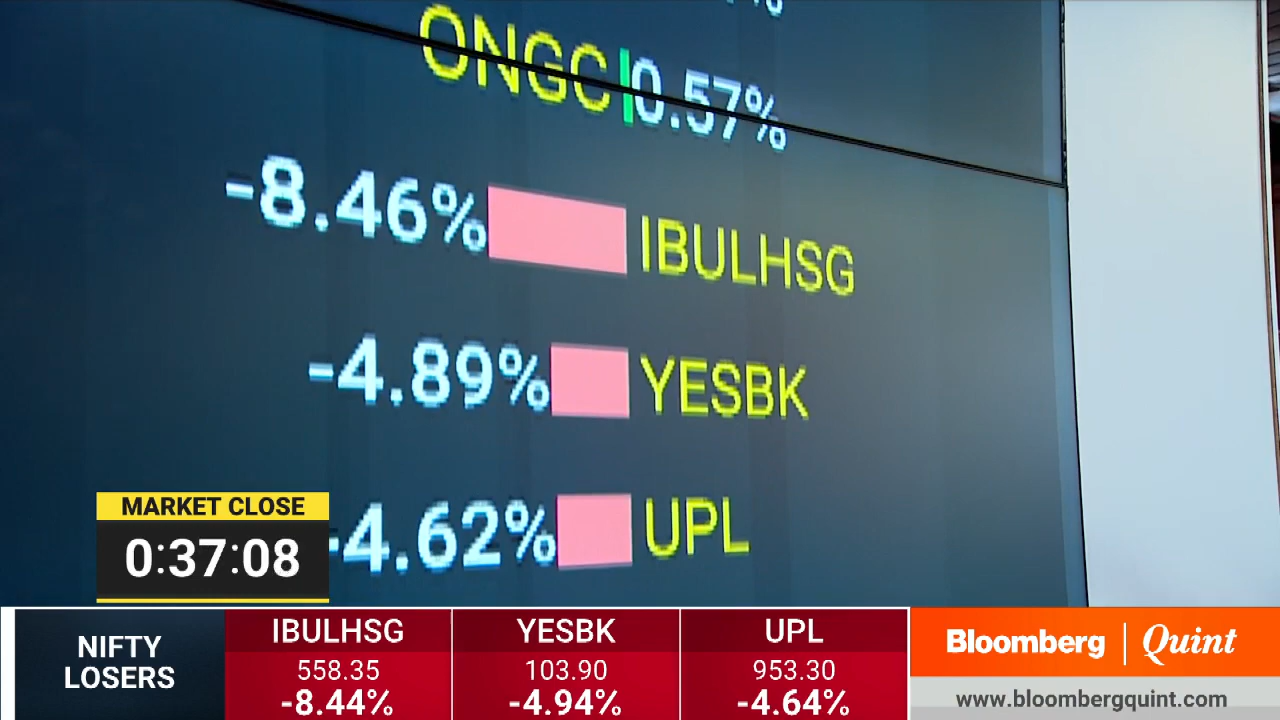 ONGC 0.57%
-8.46% IBULHSG
-4.89% YESBK
-4.62% UPL
MARKET CLOSE
0:37:08
NIFTY LOSERS
IBULHSG
558.35
-8.44%
YESBK
103.90
-4.94%
UPL
953.30
-4.64%
Bloomberg | Quint
www.bloombergquint.com